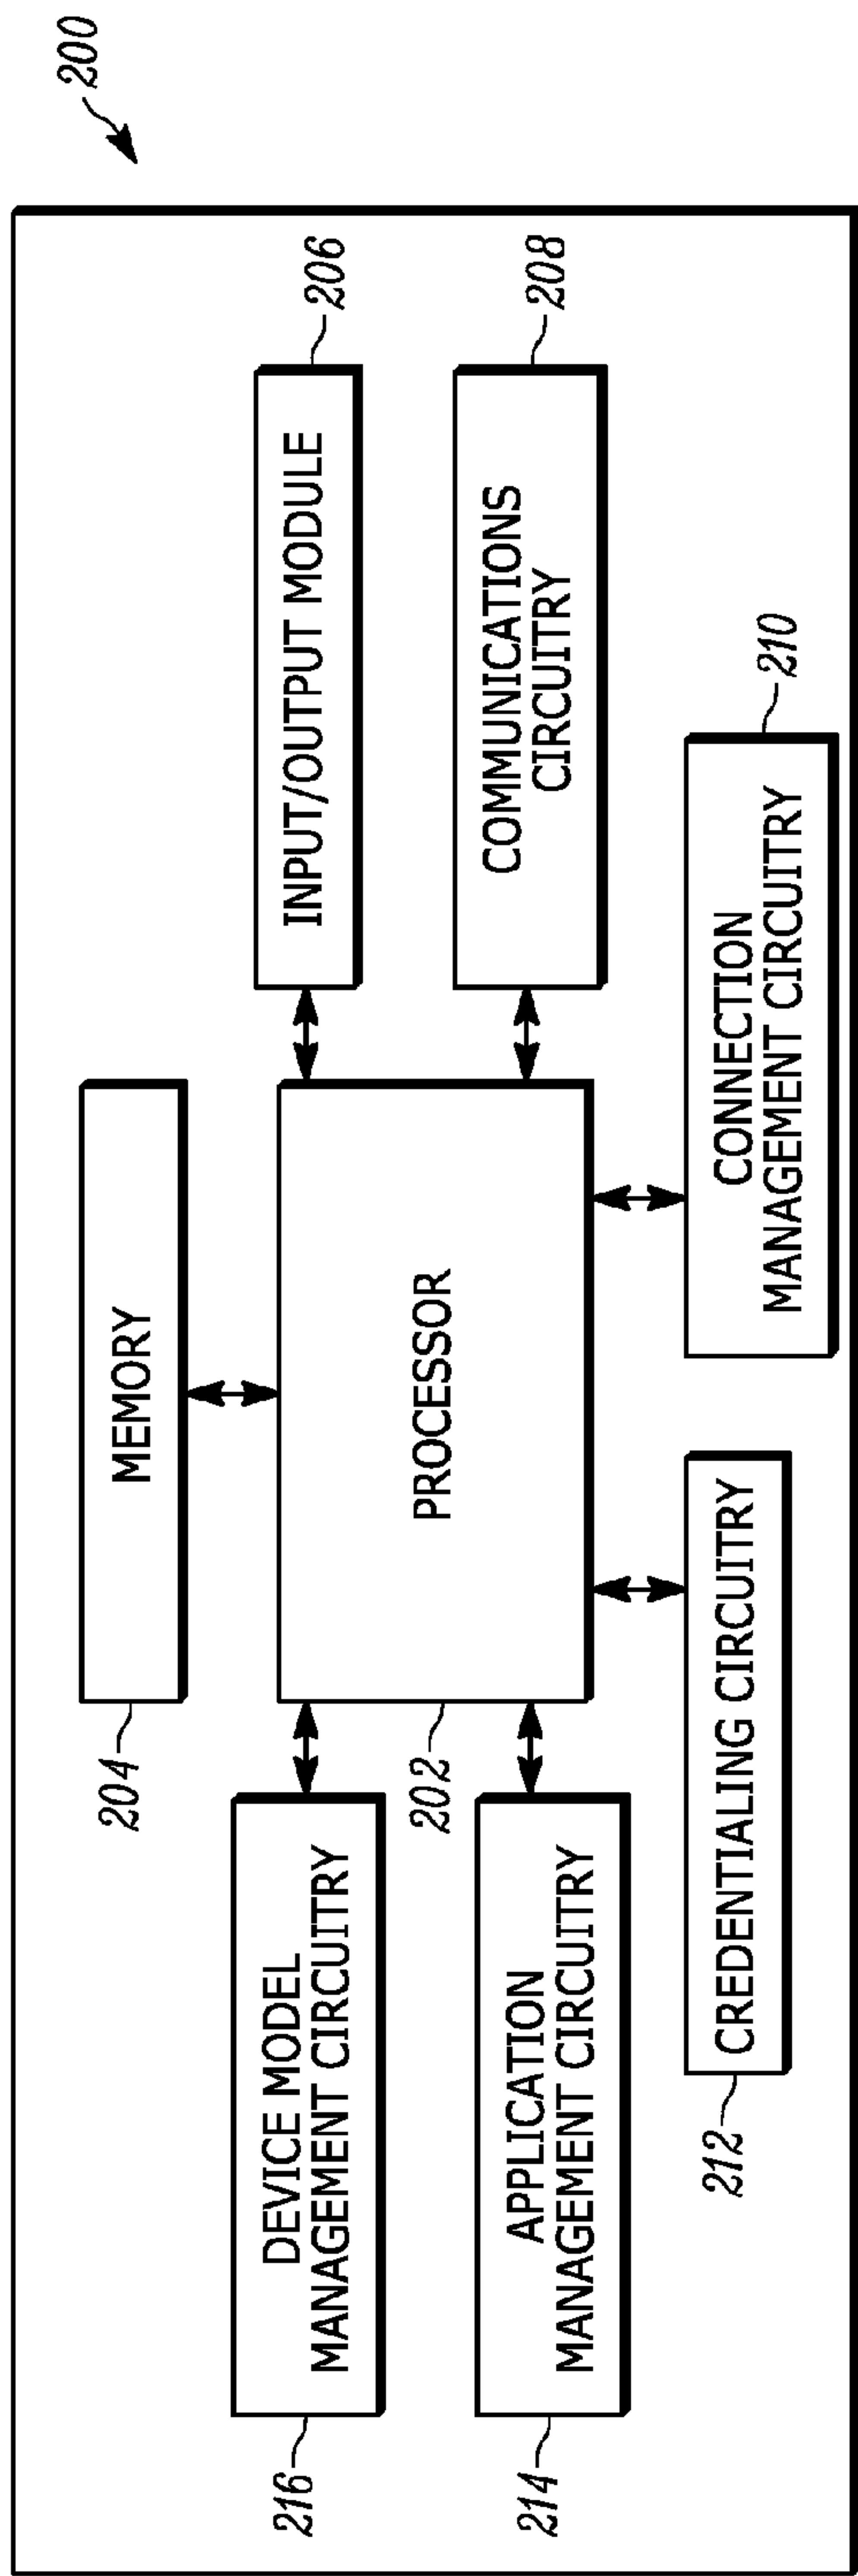 200
MEMORY
204
DEVICE MODEL
MANAGEMENT CIRCUITRY
216
INPUT/OUTPUT MODULE
206
PROCESSOR
202
APPLICATION
MANAGEMENT CIRCUITRY
214
COMMUNICATIONS
CIRCUITRY
208
CREDENTIALING CIRCUITRY
212
CONNECTION
MANAGEMENT CIRCUITRY
210